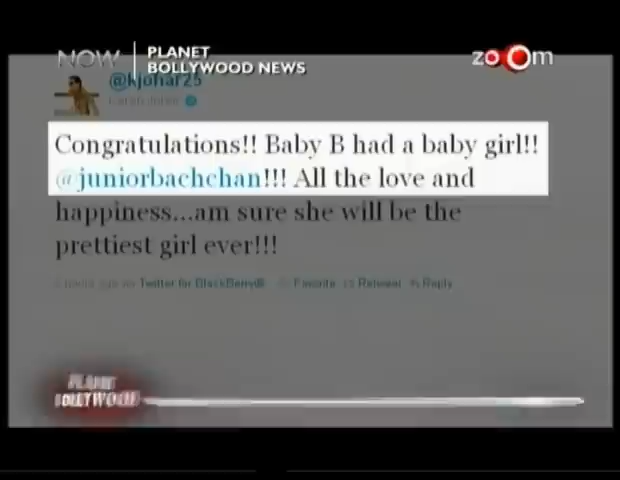 NOW
PLANET
BOLLYWOOD NEWS
zoom
@kjohar25
Congratulations!! Baby B had a baby girl!!
@juniorbachchan!!! All the love and
happiness...am sure she will be the
prettiest girl ever!!!
Twitter for BlackBerry® Favorite Retweet Reply
PLANET
BOLLYWOOD